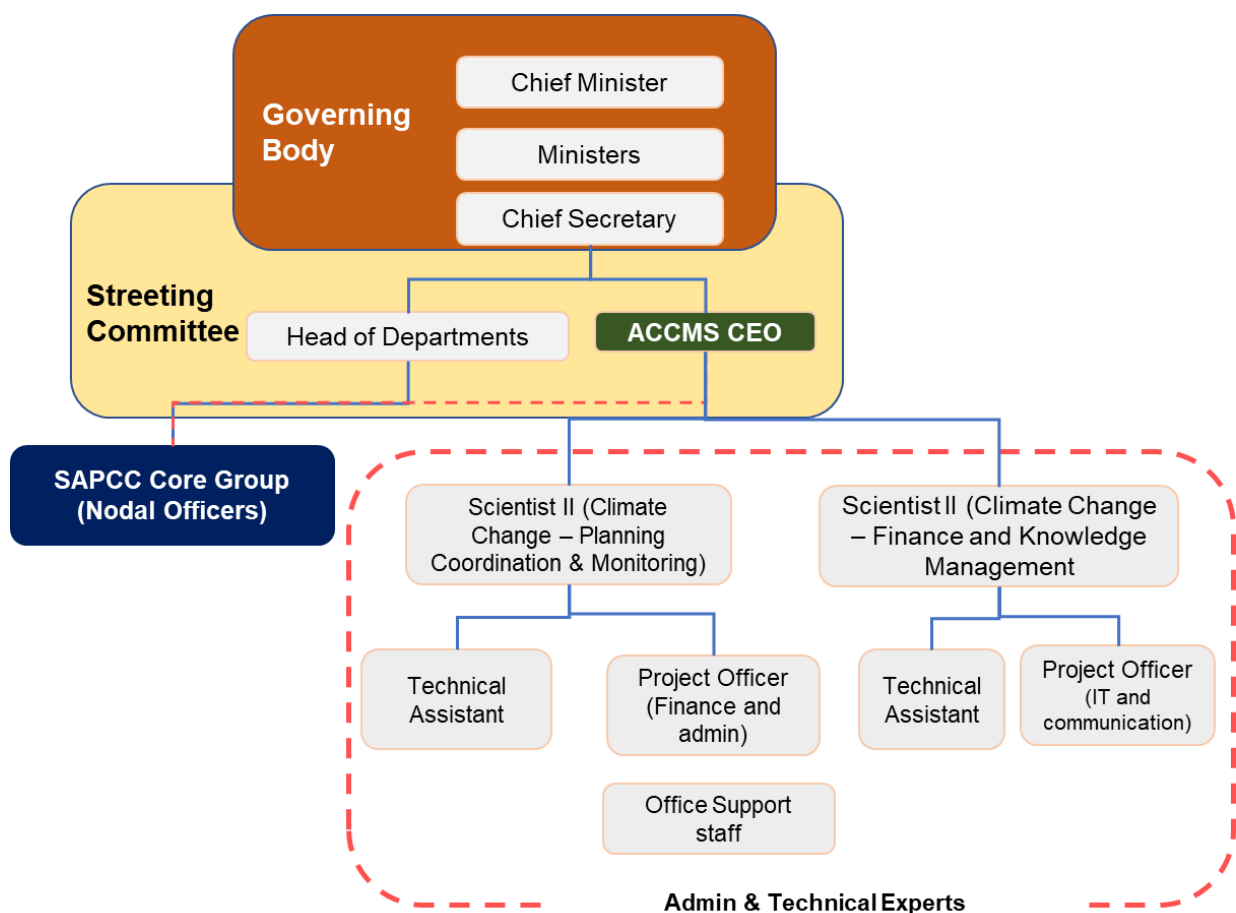 Chief Minister
Governing
Body
Ministers
Chief Secretary
Streeting
Committee
Head of Departments
ACCMS CEO
SAPCC Core Group
(Nodal Officers)
Scientist II (Climate
Change – Planning
Coordination & Monitoring)
Scientist II (Climate Change
– Finance and Knowledge
Management
Technical
Assistant
Project Officer
(Finance and
admin)
Technical
Assistant
Project Officer
(IT and
communication)
Office Support
staff
Admin & Technical Experts